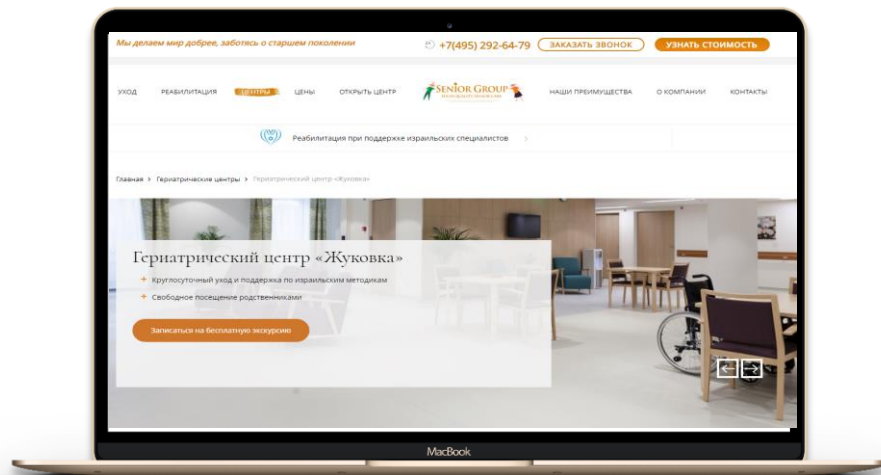 Мы делаем мир добрее, заботясь о старшем поколении
+7(495) 292-64-79
ЗАКАЗАТЬ ЗВОНОК
УЗНАТЬ СТОИМОСТЬ
УХОД
РЕАБИЛИТАЦИЯ
ЦЕНТРЫ
ЦЕНЫ
ОТКРЫТЬ ЦЕНТР
SENIOR GROUP
НАШИ ПРЕИМУЩЕСТВА
О КОМПАНИИ
КОНТАКТЫ
Реабилитация при поддержке израильских специалистов
Главная > Гериатрические центры > Гериатрический центр «Жуковка»
Гериатрический центр «Жуковка»
+ Круглосуточный уход и поддержка по израильским методикам
+ Свободное посещение родственниками
Записаться на бесплатную экскурсию
MacBook